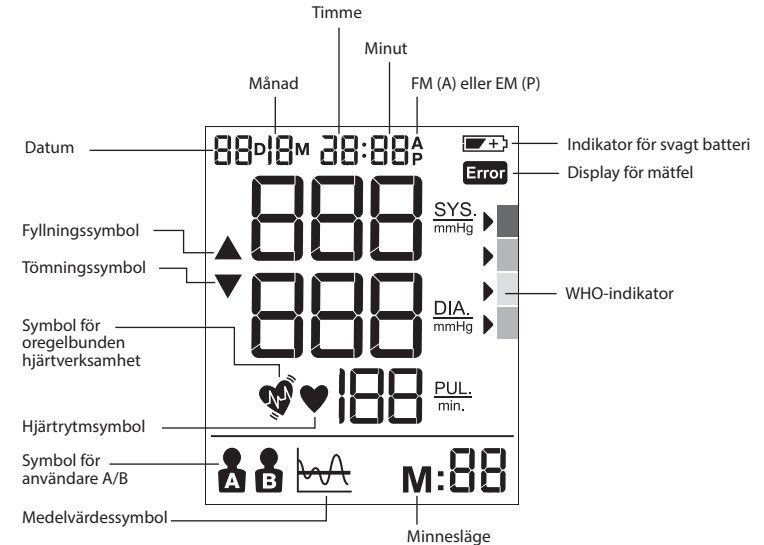 Timme
Minut
Månad
FM (A) eller EM (P)
Datum
88D18M 28:88 A
P
Indikator för svagt batteri
Error
Display för mätfel
888
SYS.
mmHg
Fyllningssymbol
Tömningssymbol
WHO-indikator
888
DIA.
mmHg
Symbol för
oregelbunden
hjärtverksamhet
188
PUL.
min.
Hjärtrytmsymbol
Symbol för
användare A/B
A B
M:88
Medelvärdessymbol
Minnesläge